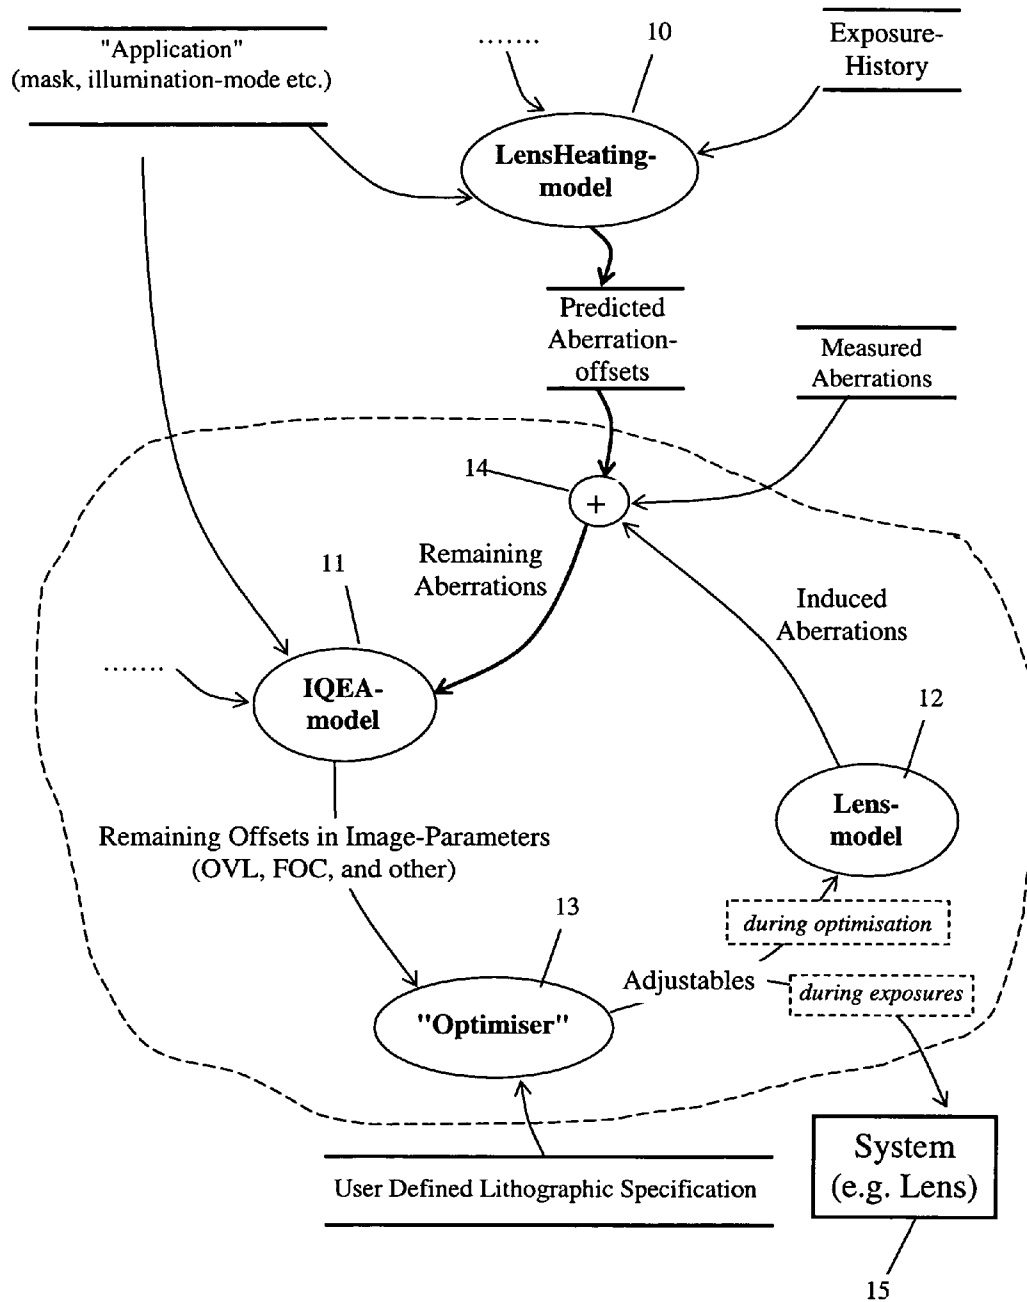 "Application"
(mask, illumination-mode etc.)
.......
10
Exposure-
History
LensHeating-
model
Predicted
Aberration-
offsets
Measured
Aberrations
14
+
Remaining
Aberrations
11
Induced
Aberrations
.......
IQEA-
model
12
Lens-
model
Remaining Offsets in Image-Parameters
(OVL, FOC, and other)
13
during optimisation
Adjustables
during exposures
"Optimiser"
System
(e.g. Lens)
User Defined Lithographic Specification
15